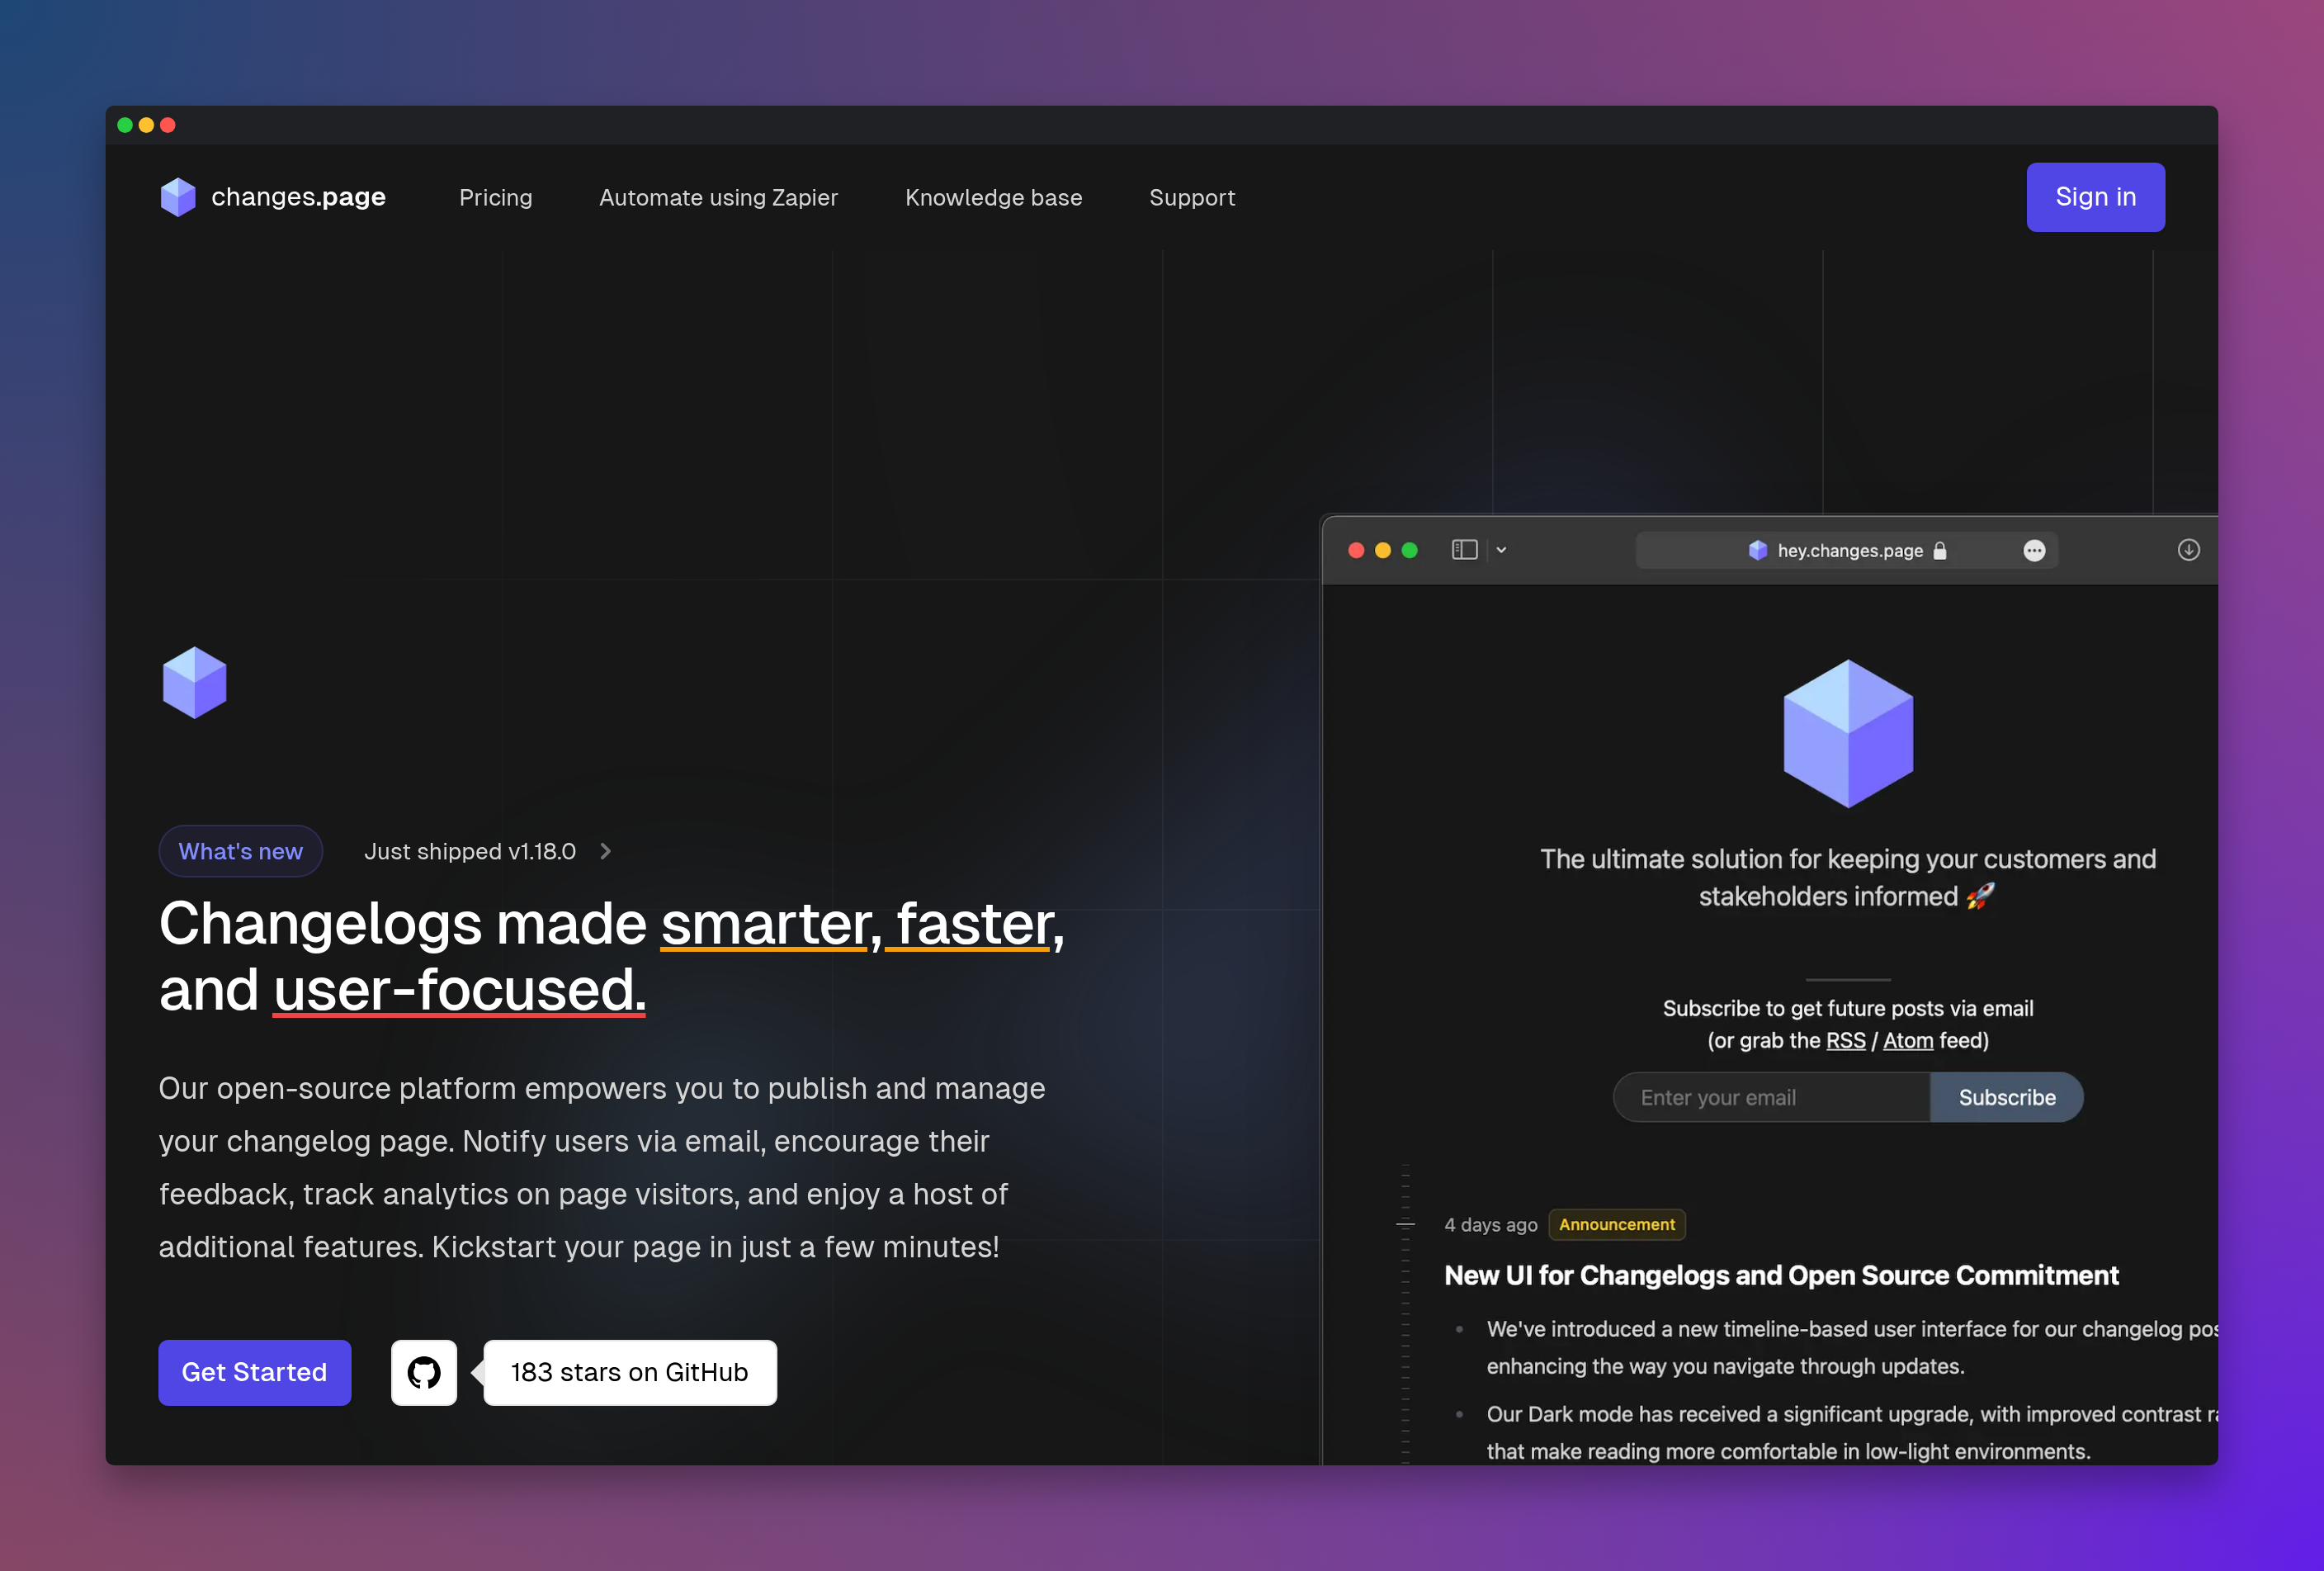 changes.page
Pricing
Automate using Zapier
Knowledge base
Support
Sign in
What's new
Just shipped v1.18.0
Changelogs made smarter, faster,
and user-focused.
Our open-source platform empowers you to publish and manage
your changelog page. Notify users via email, encourage their
feedback, track analytics on page visitors, and enjoy a host of
additional features. Kickstart your page in just a few minutes!
Get Started
183 stars on GitHub
hey.changes.page
The ultimate solution for keeping your customers and
stakeholders informed 🚀
Subscribe to get future posts via email
(or grab the RSS / Atom feed)
Enter your email
Subscribe
4 days ago
Announcement
New UI for Changelogs and Open Source Commitment
We've introduced a new timeline-based user interface for our changelog
enhancing the way you navigate through updates.
Our Dark mode has received a significant upgrade, with improved contrast
that make reading more comfortable in low-light environments.